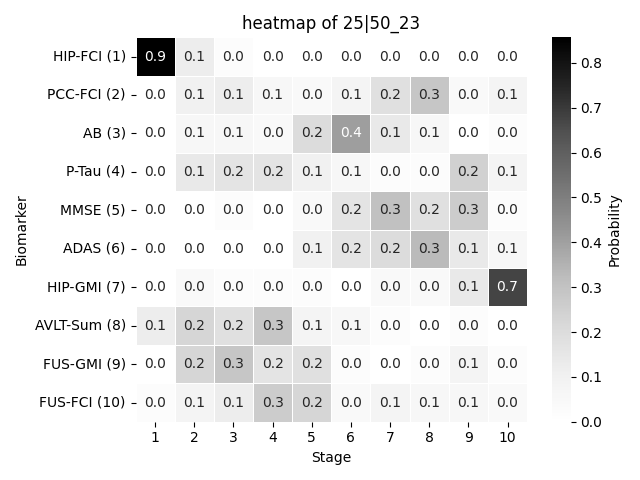 heatmap of 25|50_23
HIP-FCI (1) 0.9 0.1 0.0 0.0 0.0 0.0 0.0 0.0 0.0 0.0
PCC-FCI (2) 0.0 0.1 0.1 0.1 0.0 0.1 0.2 0.3 0.0 0.1
AB (3) 0.0 0.1 0.1 0.0 0.2 0.4 0.1 0.1 0.0 0.0
P-Tau (4) 0.0 0.1 0.2 0.2 0.1 0.1 0.0 0.0 0.2 0.1
MMSE (5) 0.0 0.0 0.0 0.0 0.0 0.2 0.3 0.2 0.3 0.0
ADAS (6) 0.0 0.0 0.0 0.0 0.1 0.2 0.2 0.3 0.1 0.1
HIP-GMI (7) 0.0 0.0 0.0 0.0 0.0 0.0 0.0 0.0 0.1 0.7
AVLT-Sum (8) 0.1 0.2 0.2 0.3 0.1 0.1 0.0 0.0 0.0 0.0
FUS-GMI (9) 0.0 0.2 0.3 0.2 0.2 0.0 0.0 0.0 0.1 0.0
FUS-FCI (10) 0.0 0.1 0.1 0.3 0.2 0.0 0.1 0.1 0.1 0.0
1 2 3 4 5 6 7 8 9 10
Stage
Biomarker
0.8
0.7
0.6
0.5
0.4
0.3
0.2
0.1
0.0
Probability